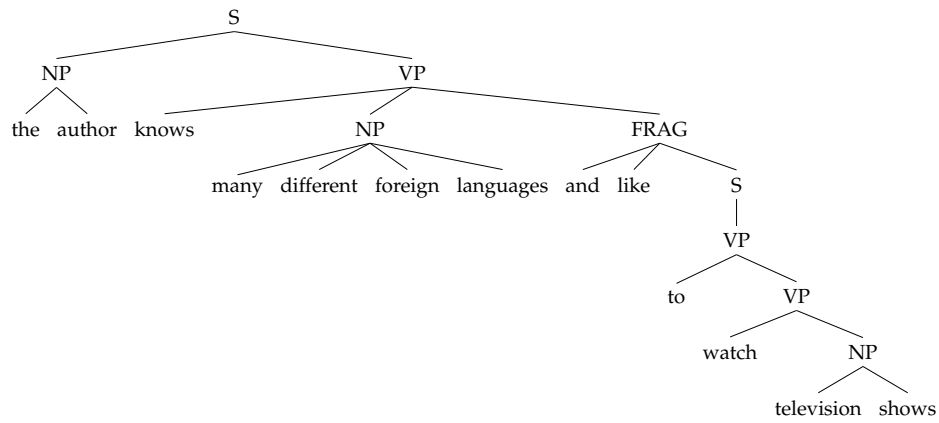 S
NP VP
the author knows NP FRAG
many different foreign languages and like S
VP
to VP
watch NP
television shows